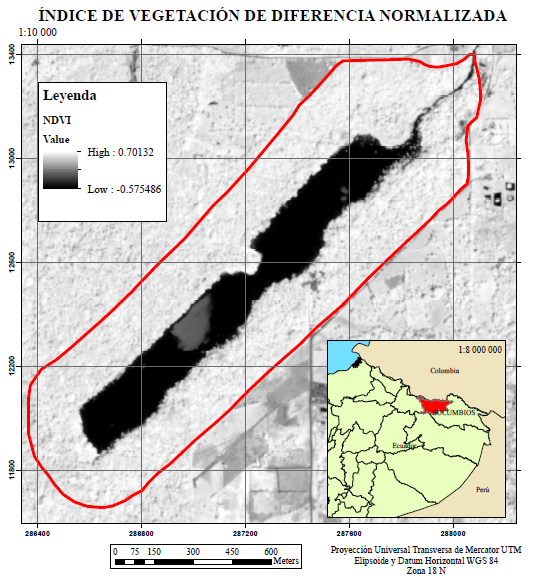 ÍNDICE DE VEGETACIÓN DE DIFERENCIA NORMALIZADA
1:10 000
Leyenda
NDVI
Value
High : 0.70132
Low : -0.575486
13400
13000
12600
12200
11800
286400
286800
287200
287600
288000
1:8 000 000
Colombia
SUCUMBIOS
Ecuador
Perú
0 75 150 300 450 600
Meters
Proyección Universal Transversa de Mercator UTM
Elipsoide y Datum Horizontal WGS 84
Zona 18 N